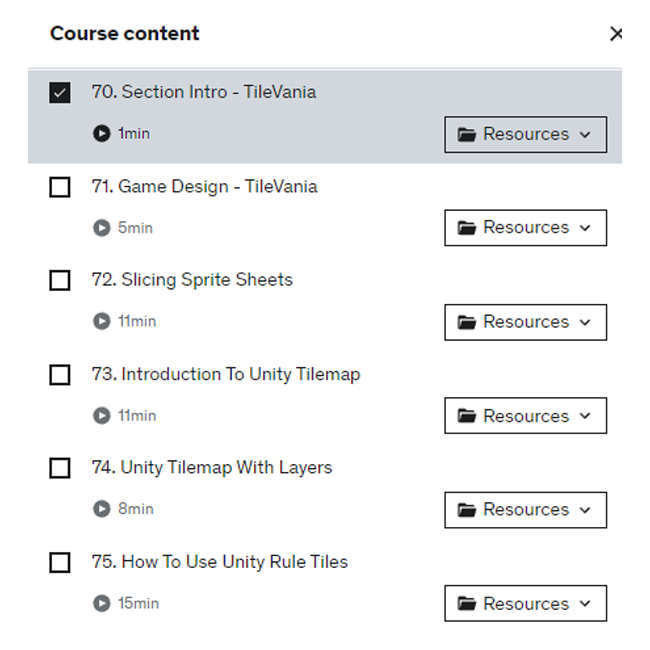 Course content
70. Section Intro - TileVania
1min
Resources
71. Game Design - TileVania
5min
Resources
72. Slicing Sprite Sheets
11min
Resources
73. Introduction To Unity Tilemap
11min
Resources
74. Unity Tilemap With Layers
8min
Resources
75. How To Use Unity Rule Tiles
15min
Resources